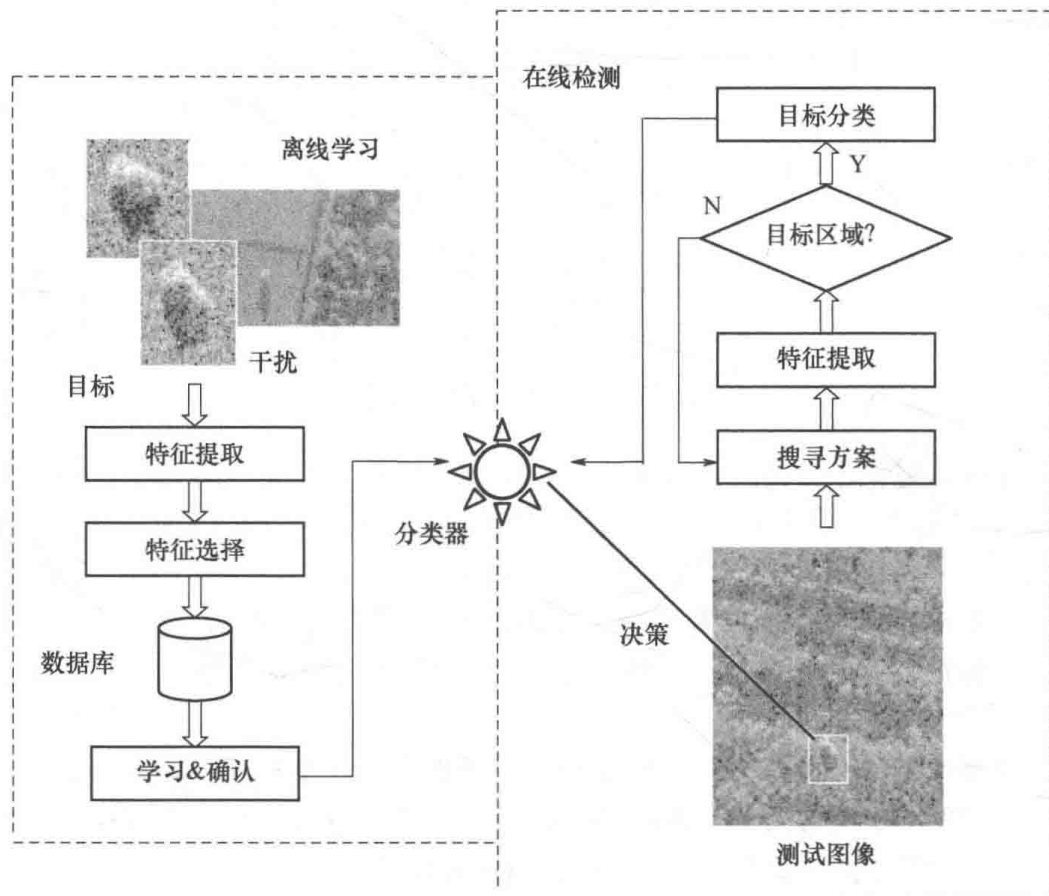 离线学习
干扰
目标
特征提取
特征选择
数据库
学习&确认
分类器
在线检测
目标分类
Y
N
目标区域?
特征提取
搜寻方案
决策
测试图像